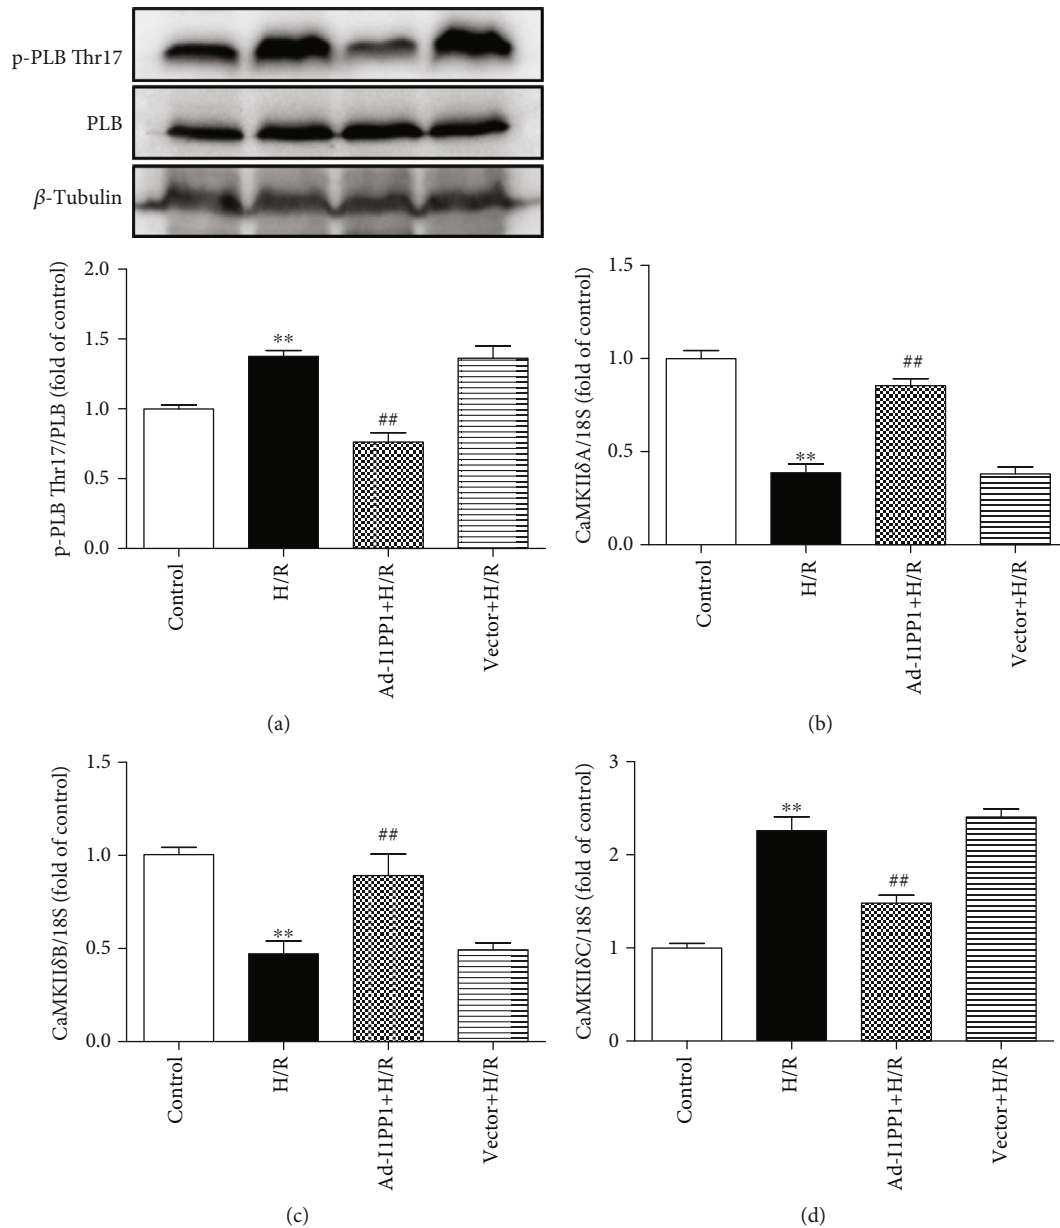 p-PLB Thr17
PLB
β-Tubulin
p-PLB Thr17/PLB (fold of control)
2.0
1.5
1.0
0.5
0.0
**
##
Control
H/R
Ad-I1PP1+H/R
Vector+H/R
(a)
CaMKIIδA/18S (fold of control)
1.5
1.0
0.5
0.0
**
##
Control
H/R
Ad-I1PP1+H/R
Vector+H/R
(b)
CaMKIIδB/18S (fold of control)
1.5
1.0
0.5
0.0
**
##
Control
H/R
Ad-I1PP1+H/R
Vector+H/R
(c)
CaMKIIδC/18S (fold of control)
3
2
1
0
**
##
Control
H/R
Ad-I1PP1+H/R
Vector+H/R
(d)